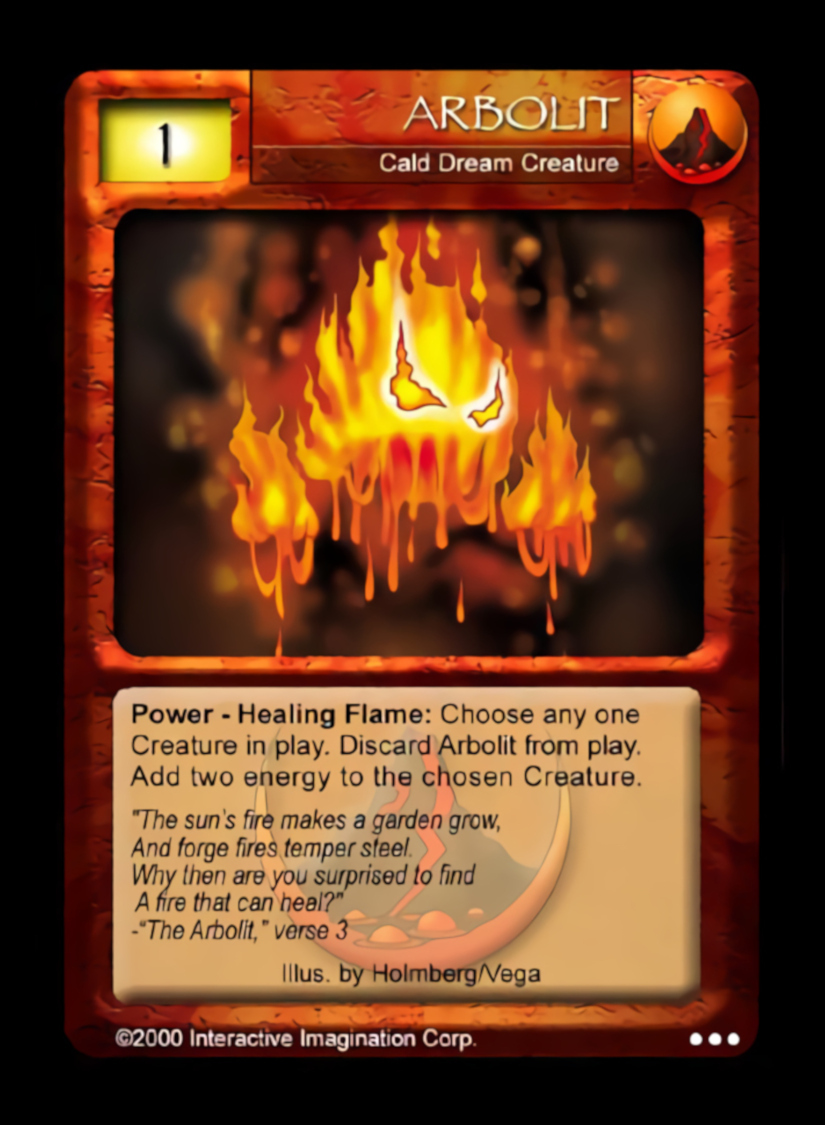 1
ARBOLIT
Cald Dream Creature
Power - Healing Flame: Choose any one
Creature in play. Discard Arbolit from play.
Add two energy to the chosen Creature.
"The sun's fire makes a garden grow,
And forge fires temper steel.
Why then are you surprised to find
A fire that can heal?"
-"The Arbolit," verse 3
Illus. by Holmberg/Vega
©2000 Interactive Imagination Corp.